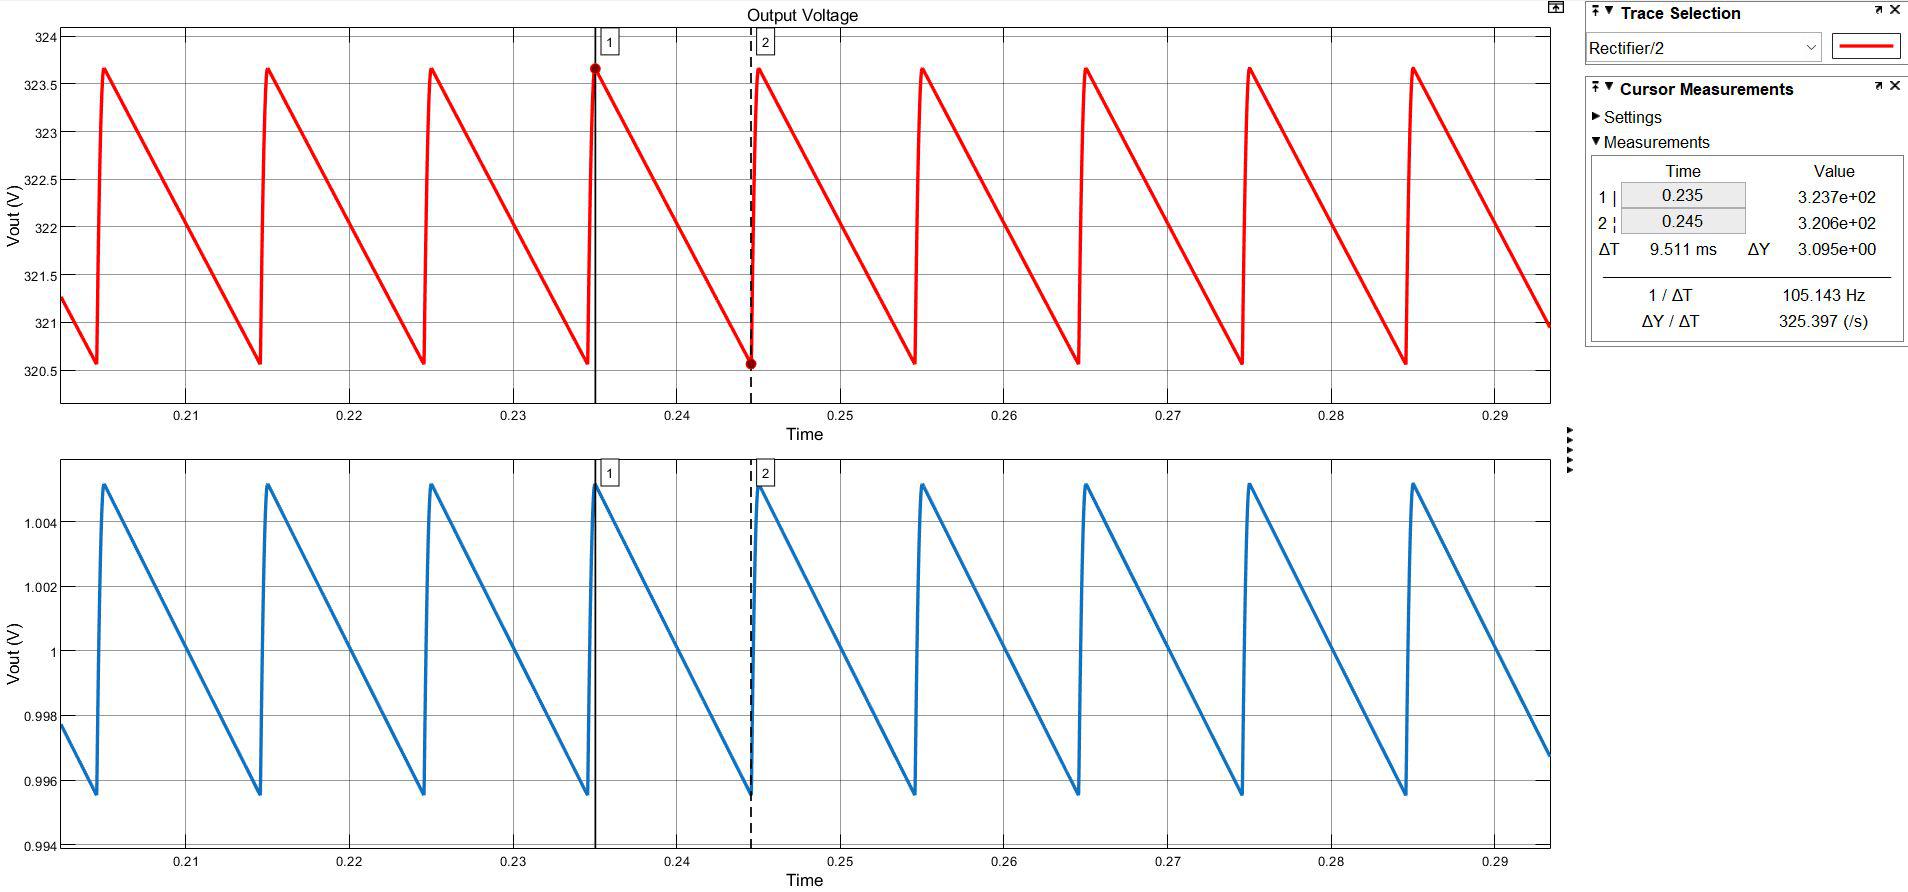 Output Voltage
324
323.5
323
322.5
322
321.5
321
320.5
Vout (V)
1
2
0.21 0.22 0.23 0.24 0.25 0.26 0.27 0.28 0.29
Time
1.004
1.002
1
0.998
0.996
0.994
Vout (V)
1
2
0.21 0.22 0.23 0.24 0.25 0.26 0.27 0.28 0.29
Time
Trace Selection
Rectifier/2
Cursor Measurements
Settings
Measurements
Time Value
1 | 0.235 3.237e+02
2 ¦ 0.245 3.206e+02
ΔT 9.511 ms ΔY 3.095e+00
1 / ΔT 105.143 Hz
ΔY / ΔT 325.397 (/s)